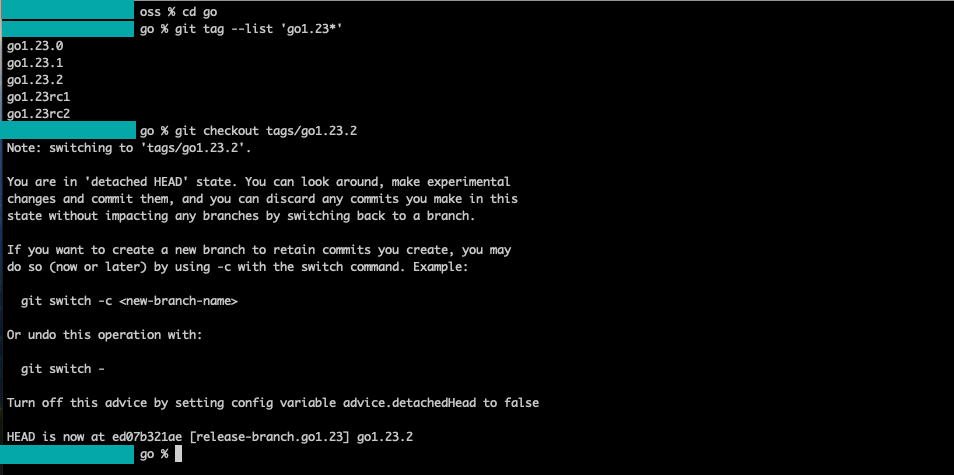 oss % cd go
go % git tag --list 'go1.23*'
go1.23.0
go1.23.1
go1.23.2
go1.23rc1
go1.23rc2
go % git checkout tags/go1.23.2
Note: switching to 'tags/go1.23.2'.
You are in 'detached HEAD' state. You can look around, make experimental
changes and commit them, and you can discard any commits you make in this
state without impacting any branches by switching back to a branch.
If you want to create a new branch to retain commits you create, you may
do so (now or later) by using -c with the switch command. Example:
git switch -c <new-branch-name>
Or undo this operation with:
git switch -
Turn off this advice by setting config variable advice.detachedHead to false
HEAD is now at ed07b321ae [release-branch.go1.23] go1.23.2
go %